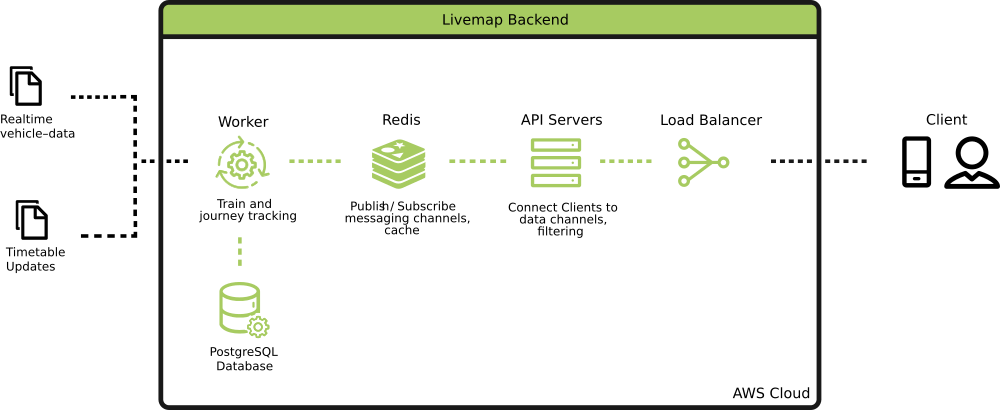 Livemap Backend
Realtime
vehicle–data
Timetable
Updates
Worker
Train and
journey tracking
PostgreSQL
Database
Redis
Publish/ Subscribe
messaging channels,
cache
API Servers
Connect Clients to
data channels,
filtering
Load Balancer
Client
AWS Cloud